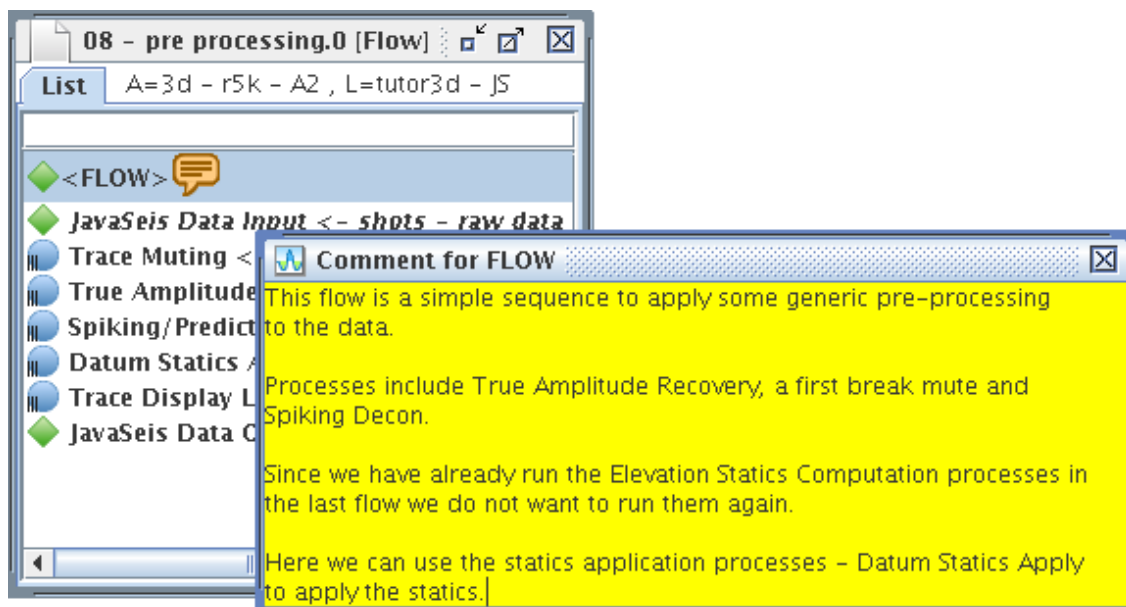 08 – pre processing.0 [Flow]
List A=3d – r5k – A2 , L=tutor3d – JS
<FLOW>
JavaSeis Data Input <- shots – raw data
Trace Muting <
True Amplitude
Spiking/Predict
Datum Statics
Trace Display L
JavaSeis Data
Comment for FLOW
This flow is a simple sequence to apply some generic pre-processing
to the data.
Processes include True Amplitude Recovery, a first break mute and
Spiking Decon.
Since we have already run the Elevation Statics Computation processes in
the last flow we do not want to run them again.
Here we can use the statics application processes – Datum Statics Apply
to apply the statics.